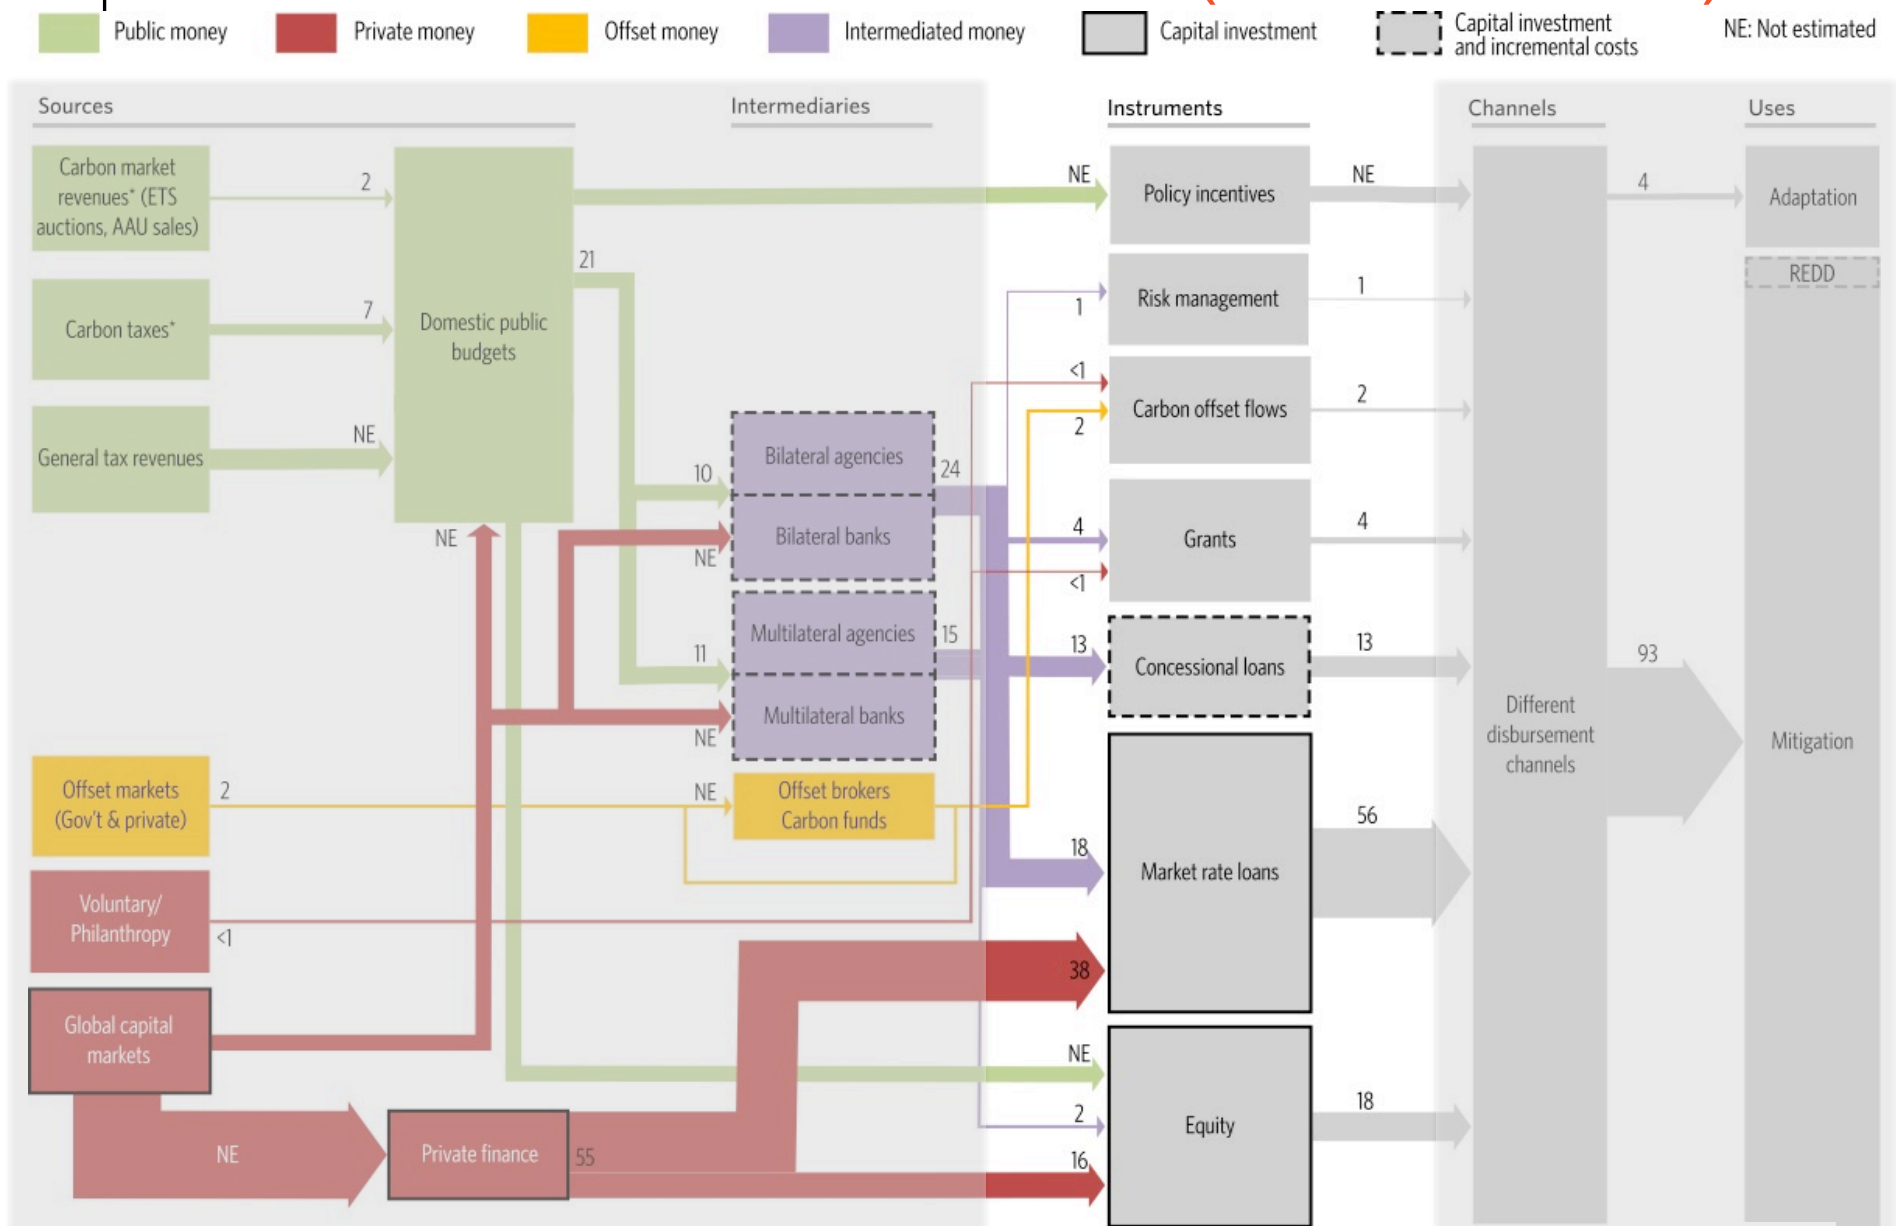 Public money
Private money
Offset money
Intermediated money
Capital investment
Capital investment
and incremental costs
NE: Not estimated
Sources
Intermediaries
Instruments
Channels
Uses
Carbon market
revenues* (ETS
auctions, AAU sales)
2
Carbon taxes*
7
General tax revenues
NE
Domestic public
budgets
21
NE
10
NE
11
NE
Bilateral agencies
Bilateral banks
24
Multilateral agencies
Multilateral banks
15
Offset markets
(Gov't & private)
2
NE
Offset brokers
Carbon funds
Voluntary/
Philanthropy
<1
Global capital
markets
NE
Private finance
55
NE
Policy incentives
NE
1
Risk management
1
<1
2
Carbon offset flows
2
4
<1
Grants
4
13
Concessional loans
13
18
38
Market rate loans
56
NE
2
16
Equity
18
Different
disbursement
channels
4
93
Adaptation
REDD
Mitigation